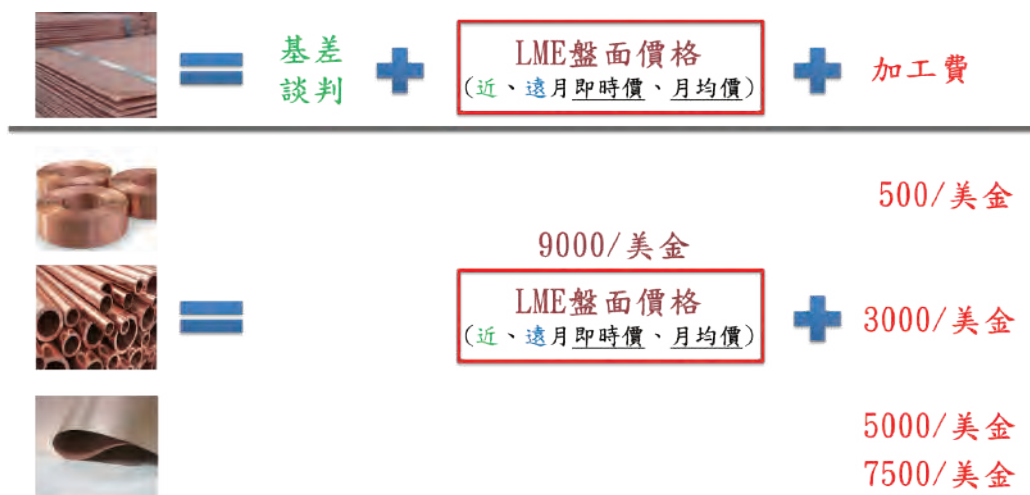 基差
談判
LME盤面價格
(近、遠月即時價、月均價)
加工費
500/美金
9000/美金
LME盤面價格
(近、遠月即時價、月均價)
3000/美金
5000/美金
7500/美金